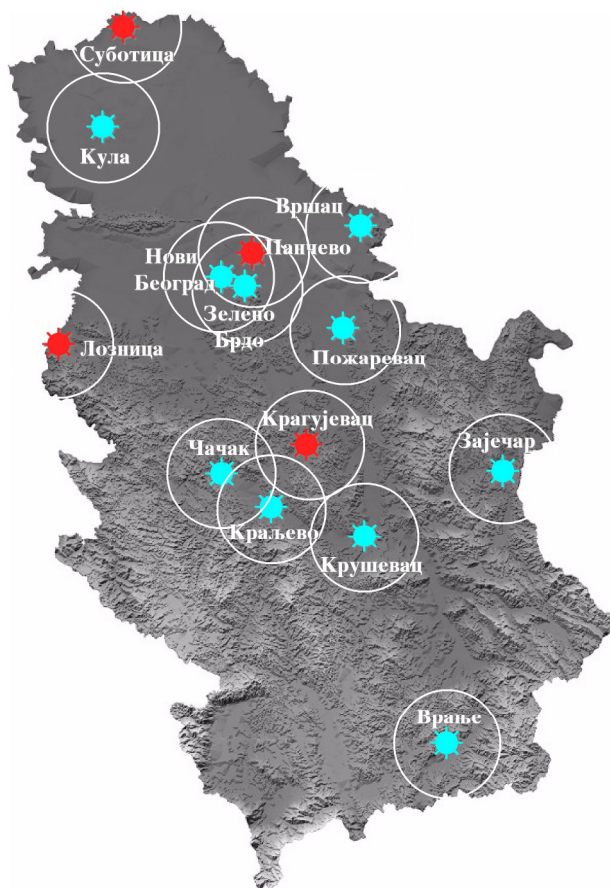 Суботица
Кула
Вршац
Нови
Београд
Панчево
Зелено
Брдо
Пожаревац
Лозница
Крагујевац
Чачак
Зајечар
Краљево
Крушевац
Врање